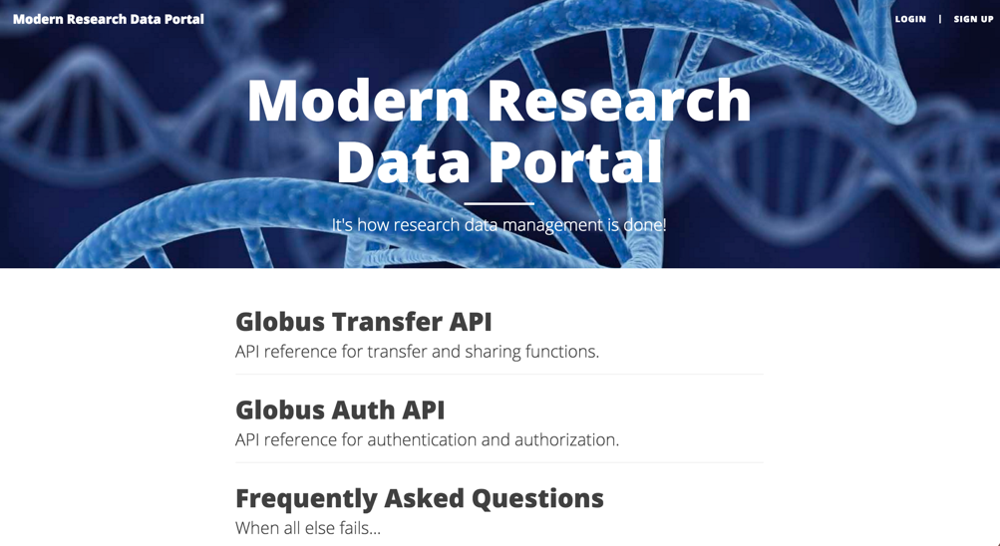 Modern Research Data Portal
LOGIN | SIGN UP
Modern Research
Data Portal
It's how research data management is done!
Globus Transfer API
API reference for transfer and sharing functions.
Globus Auth API
API reference for authentication and authorization.
Frequently Asked Questions
When all else fails...